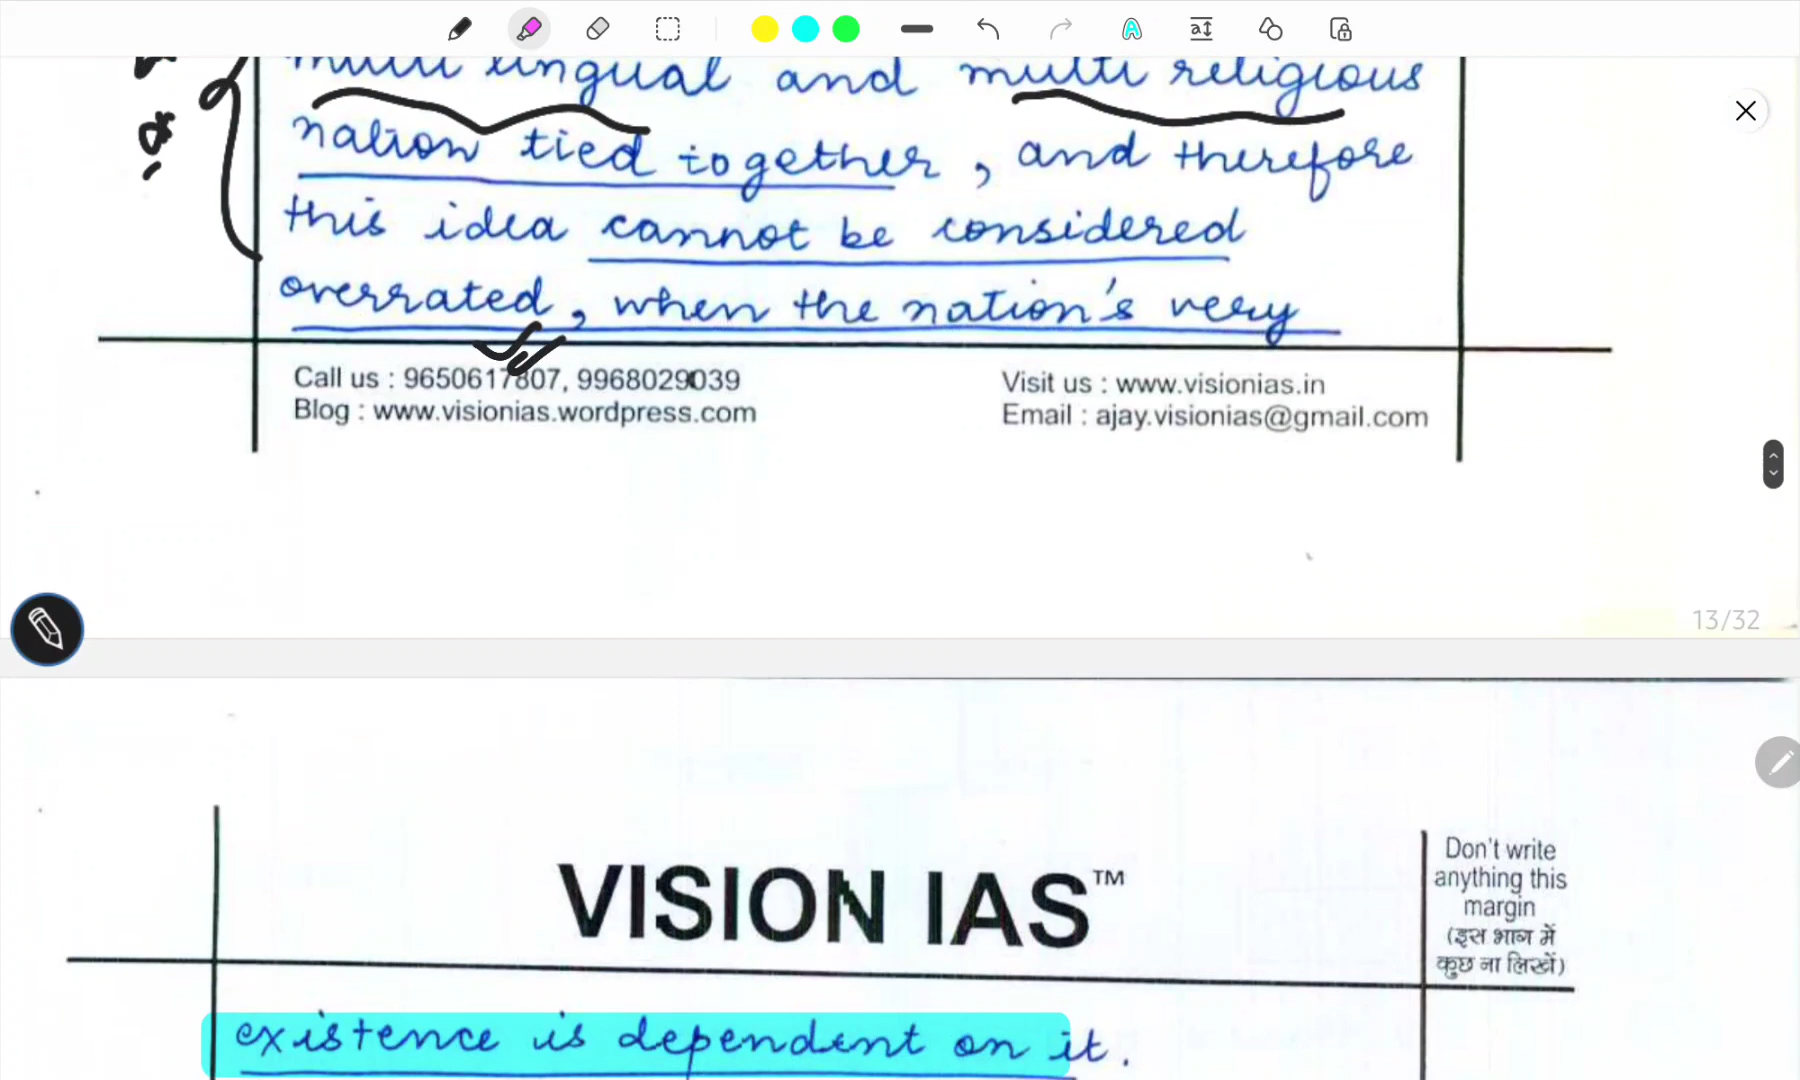 multi lingual and multi religious
nation tied together, and therefore
this idea cannot be considered
overrated, when the nation's very
Call us : 9650617807, 9968029039
Blog : www.visionias.wordpress.com
Visit us : www.visionias.in
Email : ajay.visionias@gmail.com
13/32
VISION IAS™
Don't write
anything this
margin
(इस भाग में
कुछ ना लिखें)
existence is dependent on it.